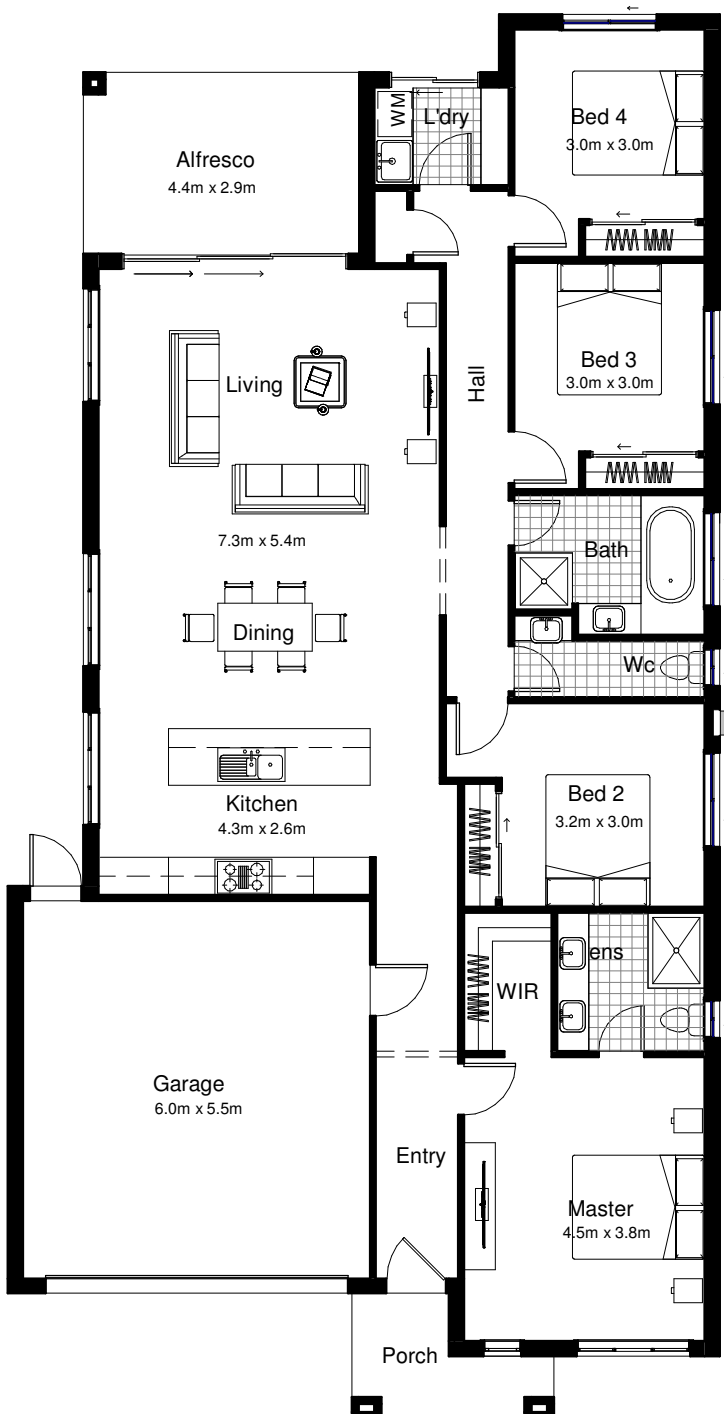 WM
L'dry
Bed 4
3.0m x 3.0m
Alfresco
4.4m x 2.9m
Living
Hall
Bed 3
3.0m x 3.0m
7.3m x 5.4m
Bath
Dining
Wc
Kitchen
4.3m x 2.6m
Bed 2
3.2m x 3.0m
ens
WIR
Garage
6.0m x 5.5m
Entry
Master
4.5m x 3.8m
Porch